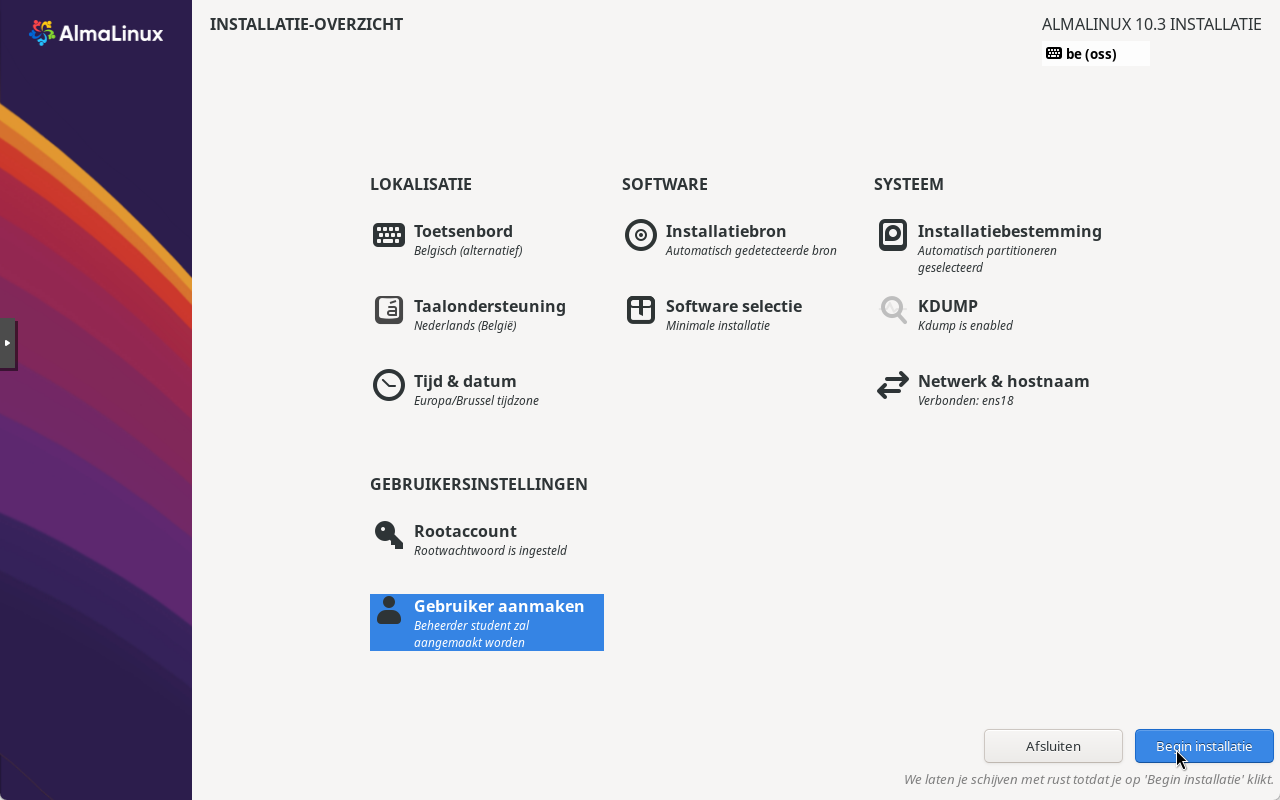 AlmaLinux
INSTALLATIE-OVERZICHT
ALMALINUX 10.3 INSTALLATIE
be (oss)
LOKALISATIE
Toetsenbord
Belgisch (alternatief)
Taalondersteuning
Nederlands (België)
Tijd & datum
Europa/Brussel tijdzone
SOFTWARE
Installatiebron
Automatisch gedetecteerde bron
Software selectie
Minimale installatie
SYSTEEM
Installatiebestemming
Automatisch partitioneren
geselecteerd
KDUMP
Kdump is enabled
Netwerk & hostnaam
Verbonden: ens18
GEBRUIKERSINSTELLINGEN
Rootaccount
Rootwachtwoord is ingesteld
Gebruiker aanmaken
Beheerder student zal
aangemaakt worden
Afsluiten
Begin installatie
We laten je schijven met rust totdat je op 'Begin installatie' klikt.